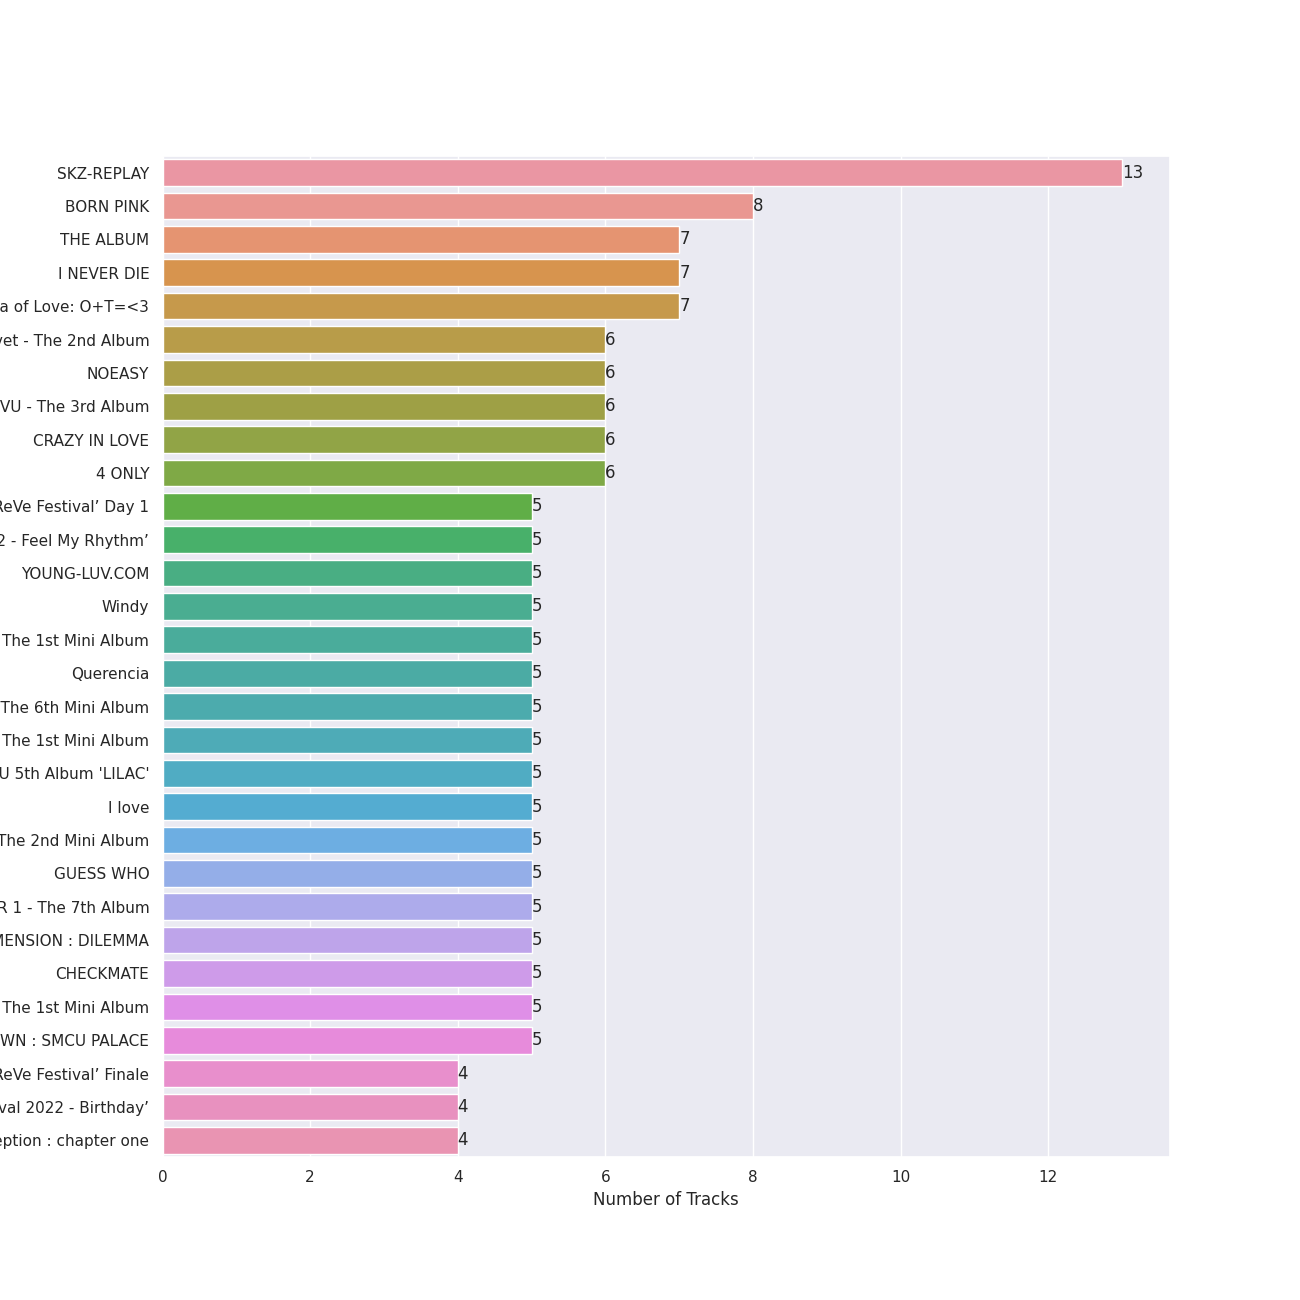 SKZ-REPLAY 13
BORN PINK 8
THE ALBUM 7
I NEVER DIE 7
a of Love: O+T=<3 7
vet - The 2nd Album 6
NOEASY 6
VU - The 3rd Album 6
CRAZY IN LOVE 6
4 ONLY 6
ReVe Festival’ Day 1 5
2 - Feel My Rhythm’ 5
YOUNG-LUV.COM 5
Windy 5
The 1st Mini Album 5
Querencia 5
The 6th Mini Album 5
The 1st Mini Album 5
U 5th Album 'LILAC' 5
I love 5
The 2nd Mini Album 5
GUESS WHO 5
R 1 - The 7th Album 5
MENSION : DILEMMA 5
CHECKMATE 5
The 1st Mini Album 5
WN : SMCU PALACE 5
ReVe Festival’ Finale 4
val 2022 - Birthday’ 4
eption : chapter one 4
0 2 4 6 8 10 12
Number of Tracks